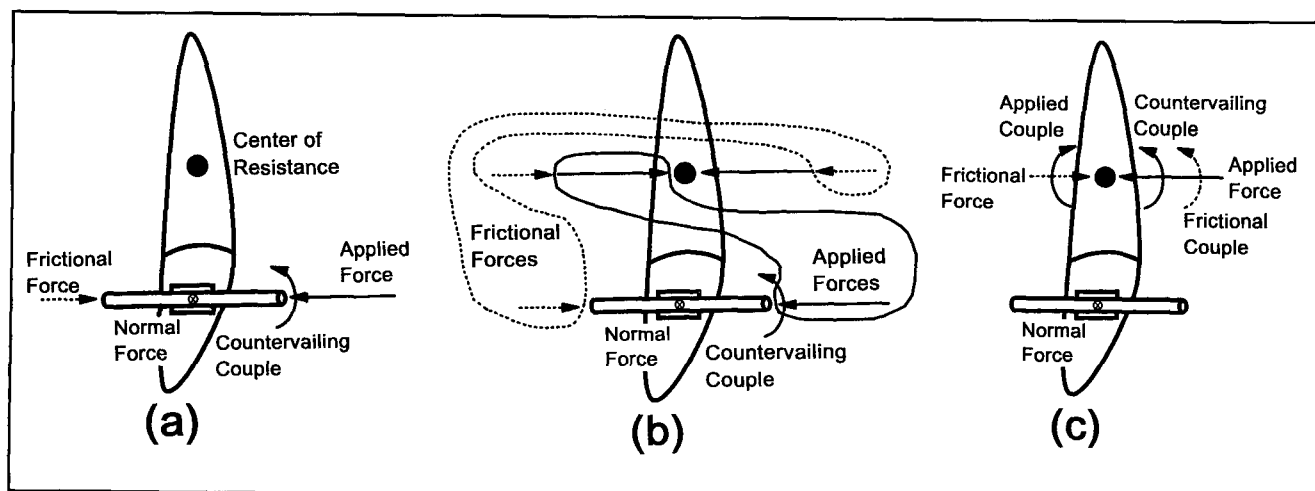 Center of
Resistance
Frictional
Force
Applied
Force
Normal
Force
Countervailing
Couple
(a)
Frictional
Forces
Applied
Forces
Normal
Force
Countervailing
Couple
(b)
Applied
Couple
Countervailing
Couple
Frictional
Force
Applied
Force
Frictional
Couple
Normal
Force
(c)